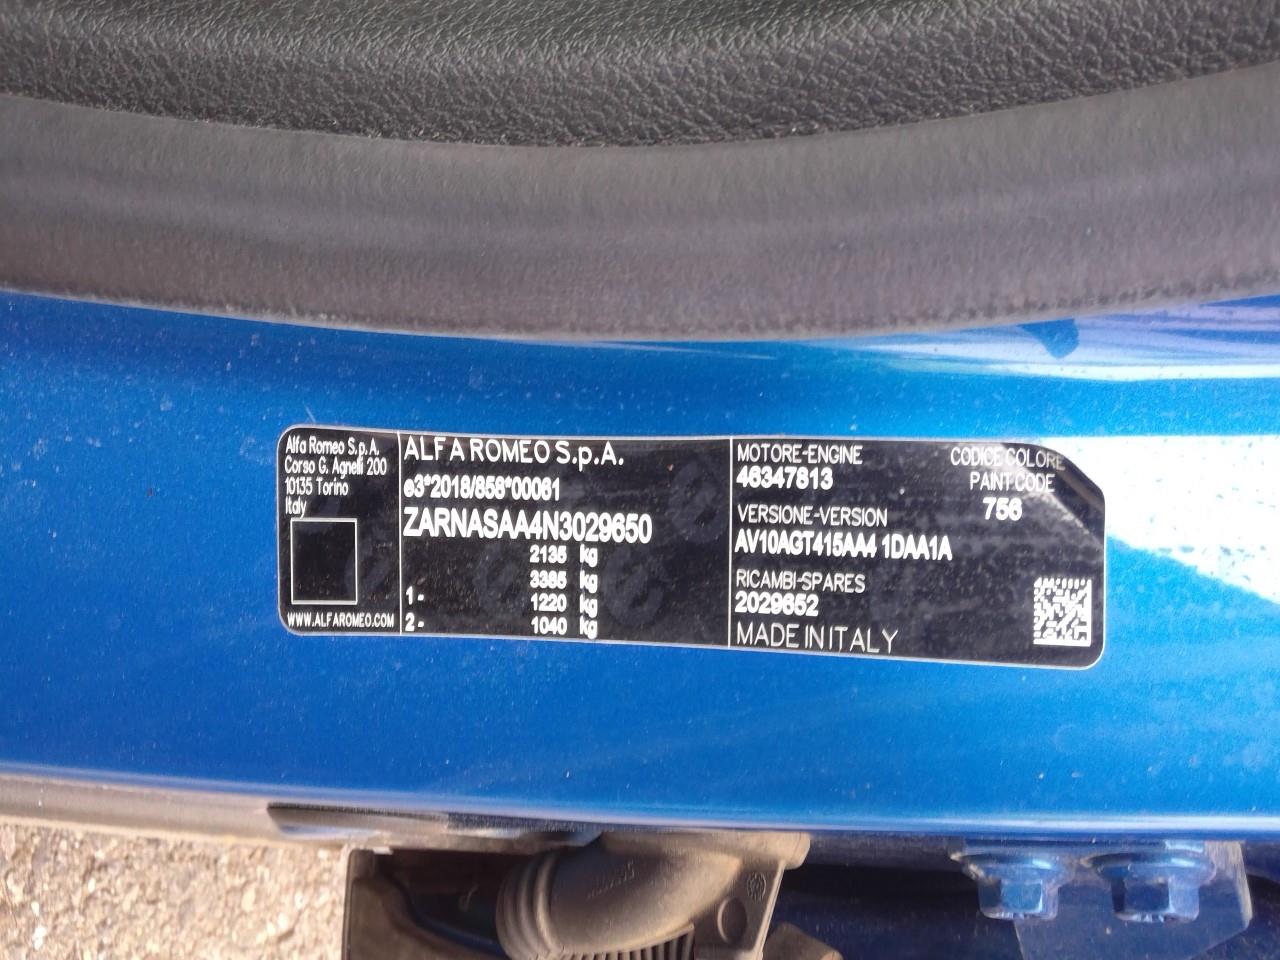 Alfa Romeo S.p.A.
Corso G. Agnelli 200
10135 Torino
Italy
WWW.ALFAROMEO.COM
ALFA ROMEO S.p.A.
e3*2018/858*00061
ZARNASAA4N3029650
2135 kg
3385 kg
1- 1220 kg
2- 1040 kg
MOTORE-ENGINE
46347813
VERSIONE-VERSION
AV10AGT415AA4 1DAA1A
RICAMBI-SPARES
2029652
MADE IN ITALY
CODICE COLORE
PAINT CODE
756